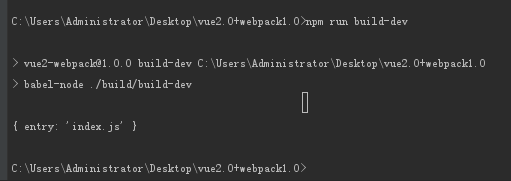 C:\Users\Administrator\Desktop\vue2.0+webpack1.0>npm run build-dev
> vue2-webpack@1.0.0 build-dev C:\Users\Administrator\Desktop\vue2.0+webpack1.0
> babel-node ./build/build-dev
{ entry: 'index.js' }
C:\Users\Administrator\Desktop\vue2.0+webpack1.0>